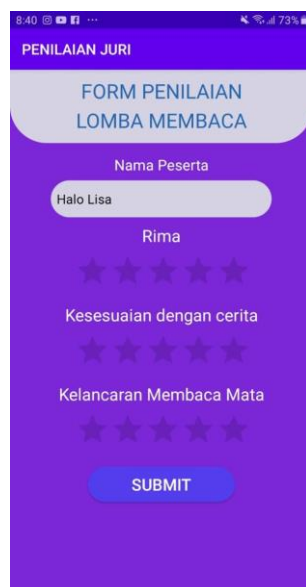 8:40
73%
PENILAIAN JURI
FORM PENILAIAN
LOMBA MEMBACA
Nama Peserta
Halo Lisa
Rima
Kesesuaian dengan cerita
Kelancaran Membaca Mata
SUBMIT